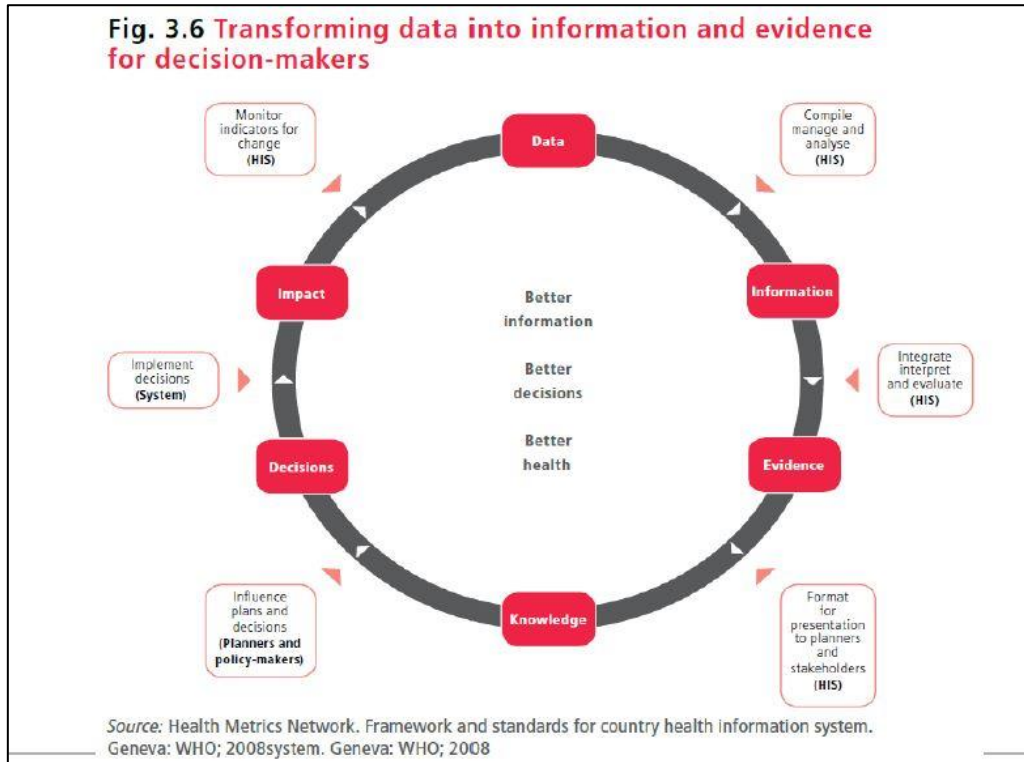 Fig. 3.6 Transforming data into information and evidence
for decision-makers
Monitor
indicators for
change
(HIS)
Data
Compile
manage and
analyse
(HIS)
Impact
Information
Better
information
Implement
decisions
(System)
Better
decisions
Integrate
interpret
and evaluate
(HIS)
Better
health
Decisions
Evidence
Influence
plans and
decisions
(Planners and
policy-makers)
Knowledge
Format
for
presentation
to planners
and
stakeholders
(HIS)
Source: Health Metrics Network. Framework and standards for country health information system.
Geneva: WHO; 2008system. Geneva: WHO; 2008